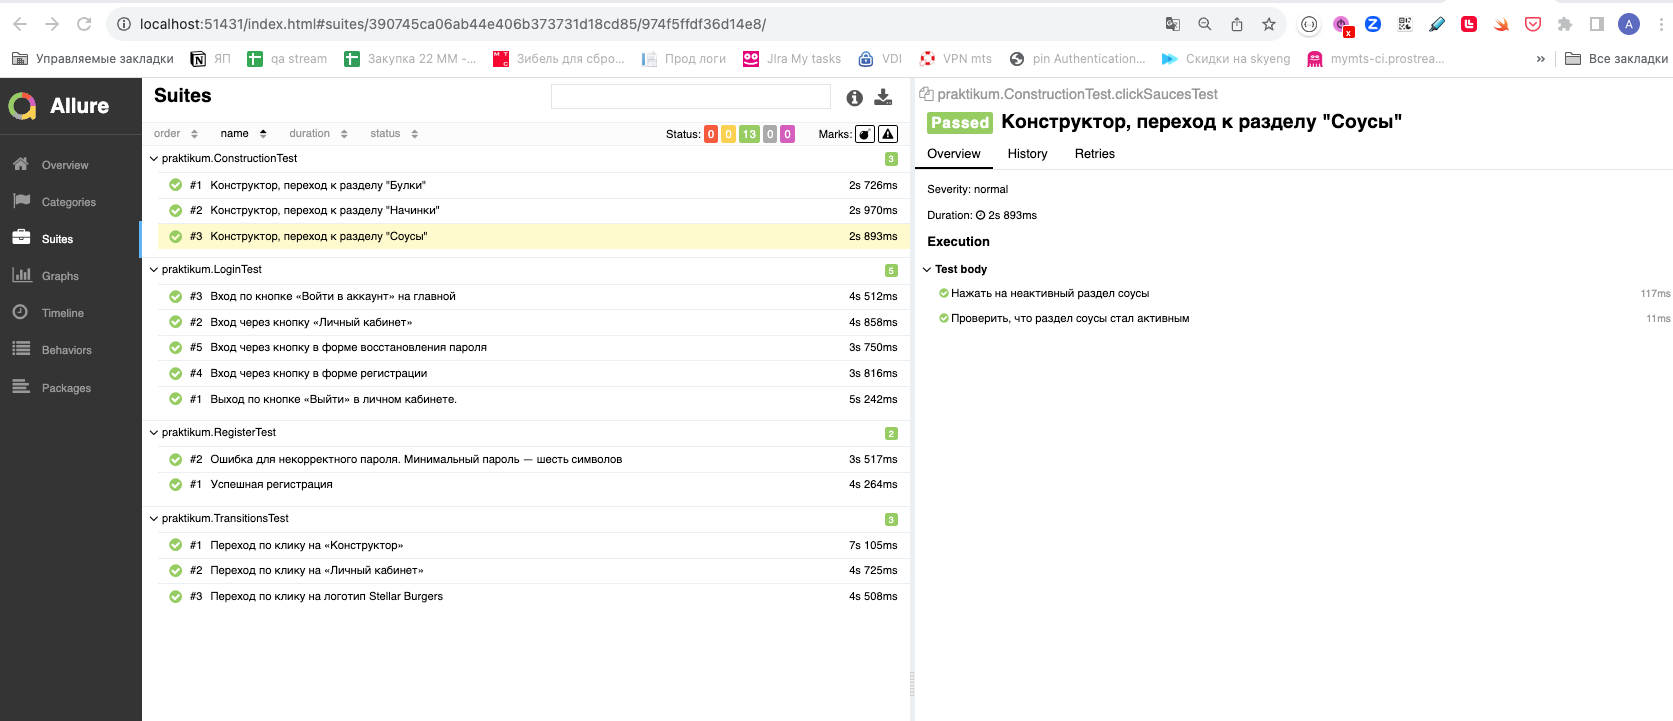 localhost:51431/index.html#suites/390745ca06ab44e406b373731d18cd85/974f5ffdf36d14e8/
x
A
Управляемые закладки
ЯП
qa stream
Закупка 22 ММ -...
Зибель для сбро...
Прод логи
JIra My tasks
VDI
VPN mts
pin Authentication...
Скидки на skyeng
mymts-ci.prostrea...
»
Все закладки
Allure
Overview
Categories
Suites
Graphs
Timeline
Behaviors
Packages
Suites
order name duration status
Status: 0 0 13 0 0 Marks:
praktikum.ConstructionTest 3
#1 Конструктор, переход к разделу "Булки" 2s 726ms
#2 Конструктор, переход к разделу "Начинки" 2s 970ms
#3 Конструктор, переход к разделу "Соусы" 2s 893ms
praktikum.LoginTest 5
#3 Вход по кнопке «Войти в аккаунт» на главной 4s 512ms
#2 Вход через кнопку «Личный кабинет» 4s 858ms
#5 Вход через кнопку в форме восстановления пароля 3s 750ms
#4 Вход через кнопку в форме регистрации 3s 816ms
#1 Выход по кнопке «Выйти» в личном кабинете. 5s 242ms
praktikum.RegisterTest 2
#2 Ошибка для некорректного пароля. Минимальный пароль — шесть символов 3s 517ms
#1 Успешная регистрация 4s 264ms
praktikum.TransitionsTest 3
#1 Переход по клику на «Конструктор» 7s 105ms
#2 Переход по клику на «Личный кабинет» 4s 725ms
#3 Переход по клику на логотип Stellar Burgers 4s 508ms
praktikum.ConstructionTest.clickSaucesTest
Passed Конструктор, переход к разделу "Соусы"
Overview History Retries
Severity: normal
Duration: 2s 893ms
Execution
Test body
Нажать на неактивный раздел соусы 117ms
Проверить, что раздел соусы стал активным 11ms